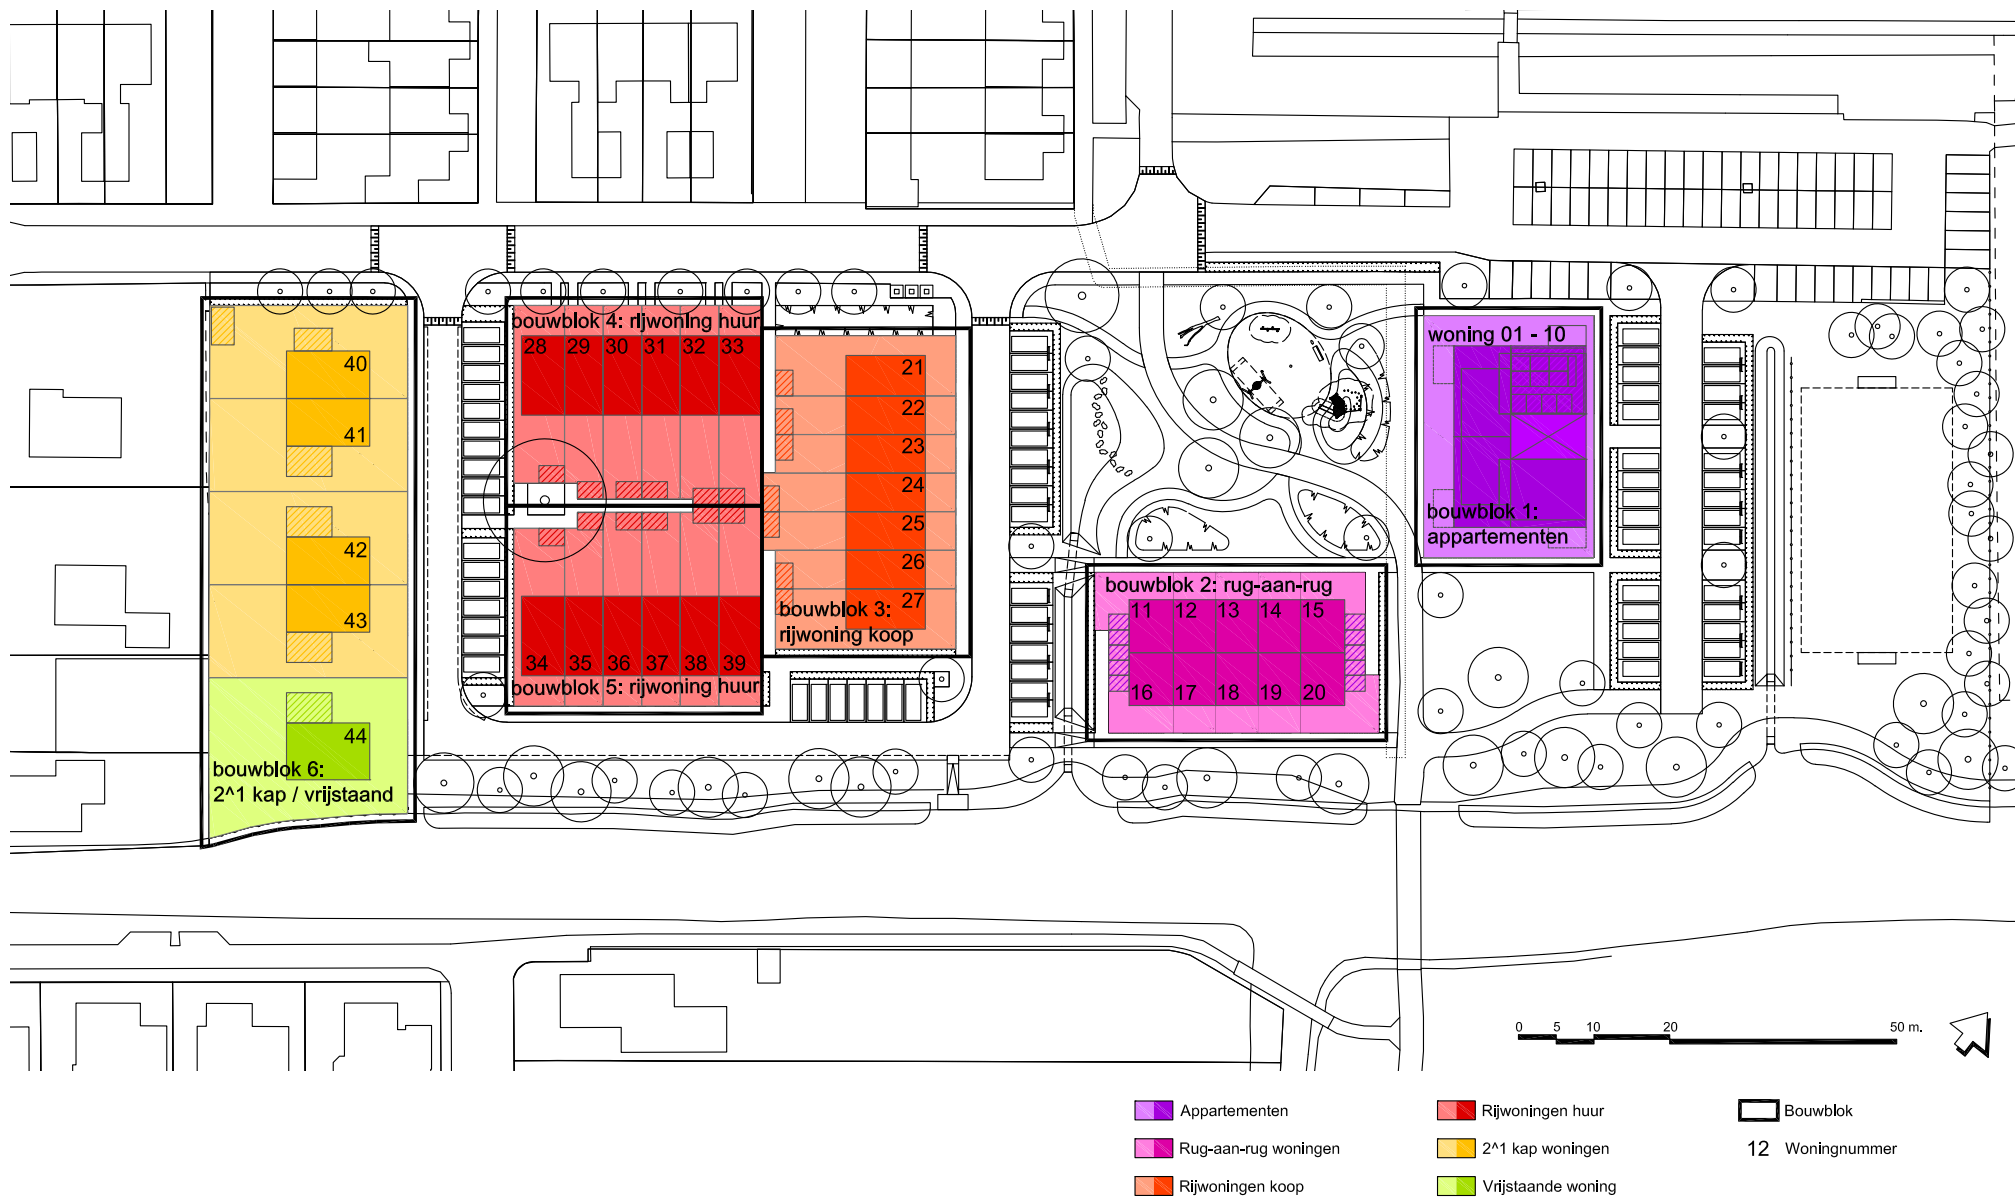 bouwblok 4: rijwoning huur
28 29 30 31 32 33
woning 01 - 10
40
41
42
43
44
21
22
23
24
25
26
27
bouwblok 1:
appartementen
bouwblok 2: rug-aan-rug
11 12 13 14 15
16 17 18 19 20
bouwblok 3:
rijwoning koop
34 35 36 37 38 39
bouwblok 5: rijwoning huur
bouwblok 6:
2^1 kap / vrijstaand
0 5 10 20 50 m.
Appartementen
Rug-aan-rug woningen
Rijwoningen koop
Rijwoningen huur
2^1 kap woningen
Vrijstaande woning
Bouwblok
12 Woningnummer